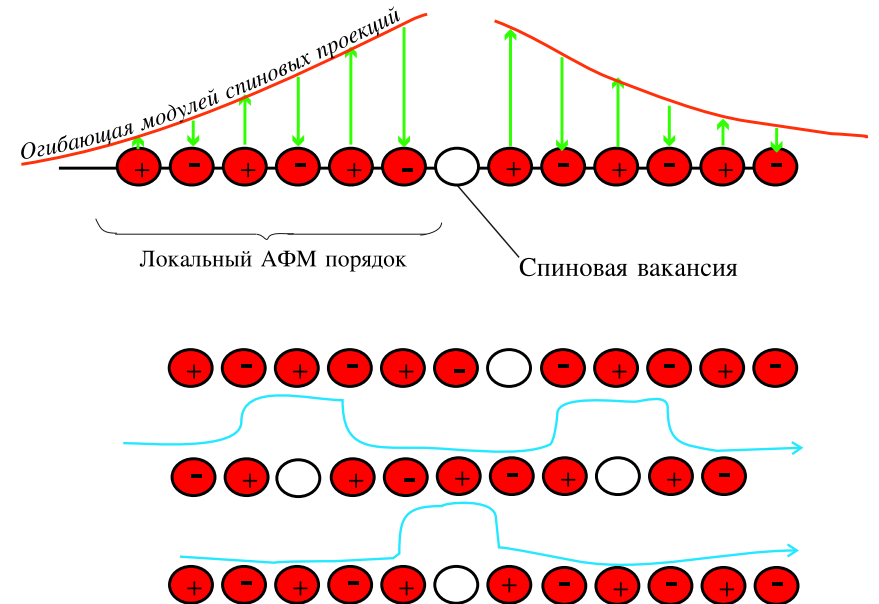 Огибающая модулей спиновых проекций
+ - + - + - + - + - + -
Локальный АФМ порядок
Спиновая вакансия
+ - + - + - - + - + -
- + + - + - + + -
+ - + - + + - + - + -